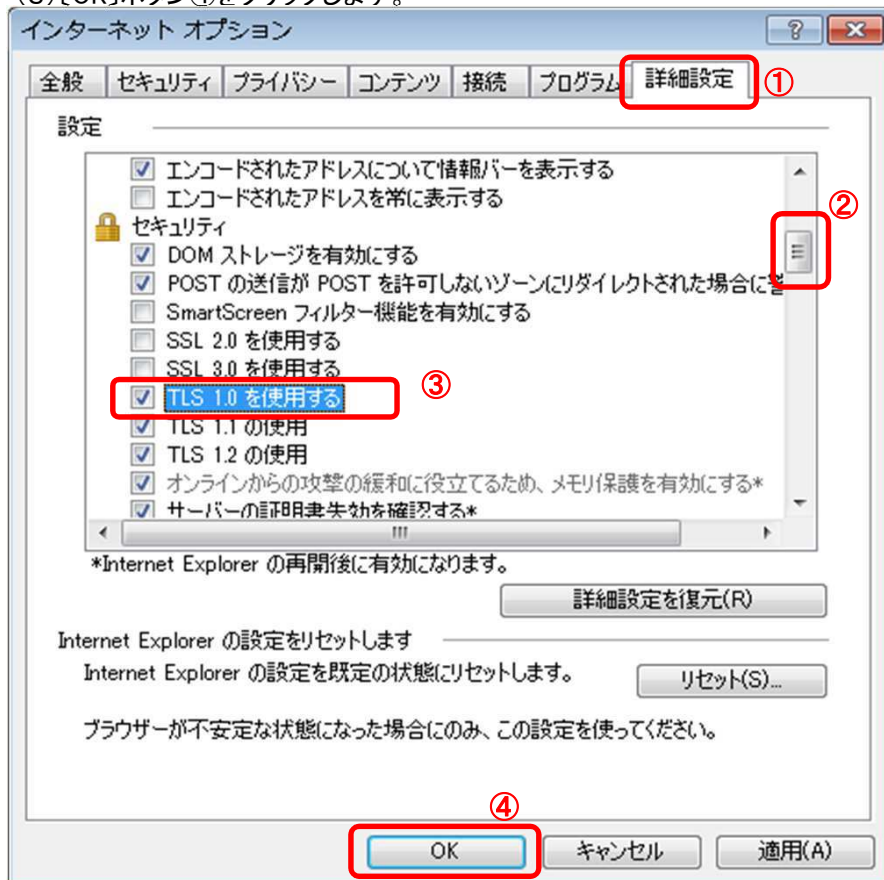 (3) [OK]ボタン④をクリックします。
インターネット オプション
全般 セキュリティ プライバシー コンテンツ 接続 プログラム 詳細設定 ①
設定
エンコードされたアドレスについて情報バーを表示する
エンコードされたアドレスを常に表示する
②
セキュリティ
DOM ストレージを有効にする
POST の送信が POST を許可しないゾーンにリダイレクトされた場合に警
SmartScreen フィルター機能を有効にする
SSL 2.0 を使用する
SSL 3.0 を使用する
TLS 1.0 を使用する ③
TLS 1.1 の使用
TLS 1.2 の使用
オンラインからの攻撃の緩和に役立てるため、メモリ保護を有効にする*
サーバーの証明書失効を確認する*
*Internet Explorer の再開後に有効になります。
詳細設定を復元(R)
Internet Explorer の設定をリセットします
Internet Explorer の設定を既定の状態にリセットします。 リセット(S)...
ブラウザーが不安定な状態になった場合にのみ、この設定を使ってください。
④
OK キャンセル 適用(A)